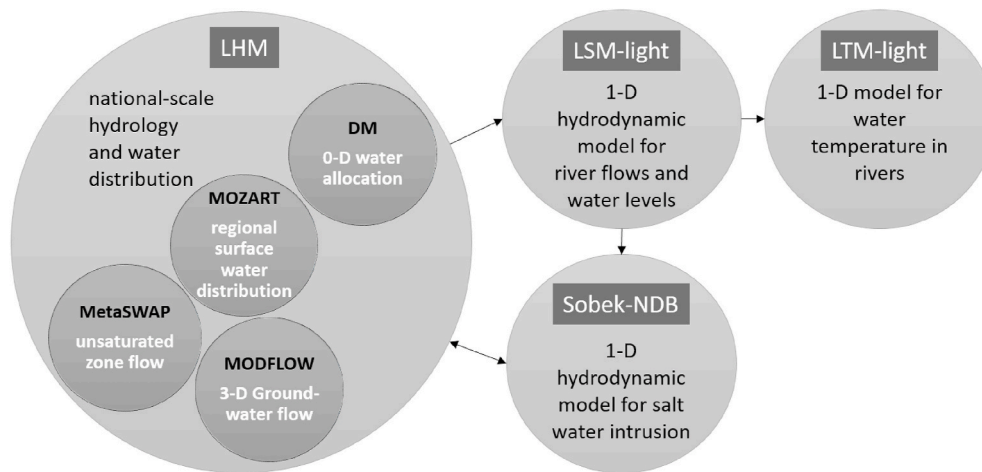 LHM
national-scale
hydrology
and water
distribution
DM
0-D water
allocation
MOZART
regional
surface
water
distribution
MetaSWAP
unsaturated
zone flow
MODFLOW
3-D Ground-
water flow
LSM-light
1-D
hydrodynamic
model for
river flows and
water levels
LTM-light
1-D model for
water
temperature in
rivers
Sobek-NDB
1-D
hydrodynamic
model for salt
water intrusion